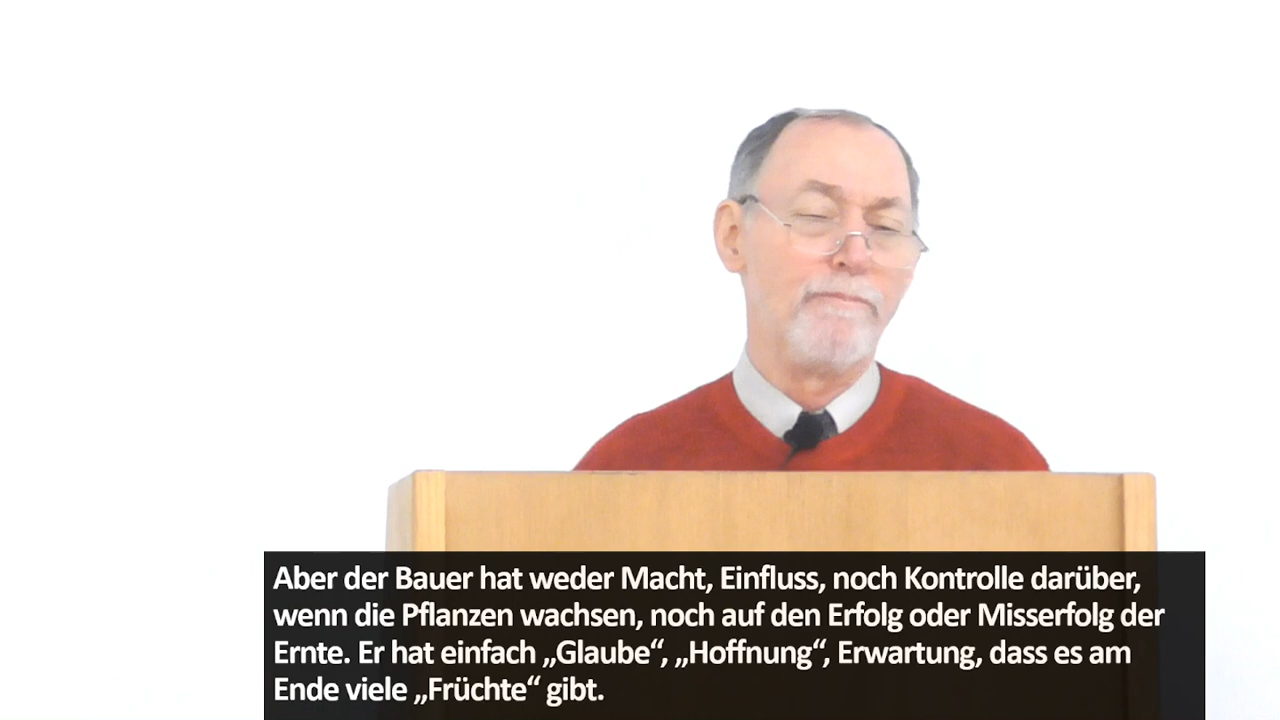 Aber der Bauer hat weder Macht, Einfluss, noch Kontrolle darüber,
wenn die Pflanzen wachsen, noch auf den Erfolg oder Misserfolg der
Ernte. Er hat einfach „Glaube“, „Hoffnung“, Erwartung, dass es am
Ende viele „Früchte“ gibt.